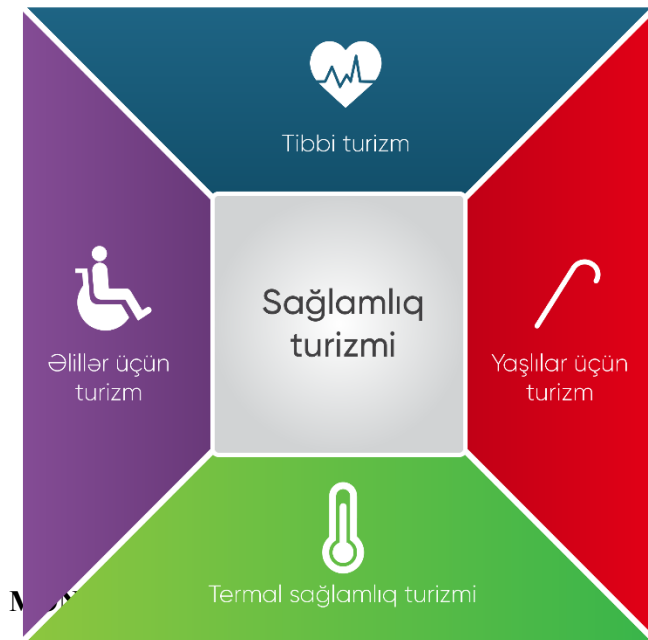 Tibbi turizm
Əlillər üçün
turizm
Sağlamlıq
turizmi
Yaşlılar üçün
turizm
Termal sağlamlıq turizmi